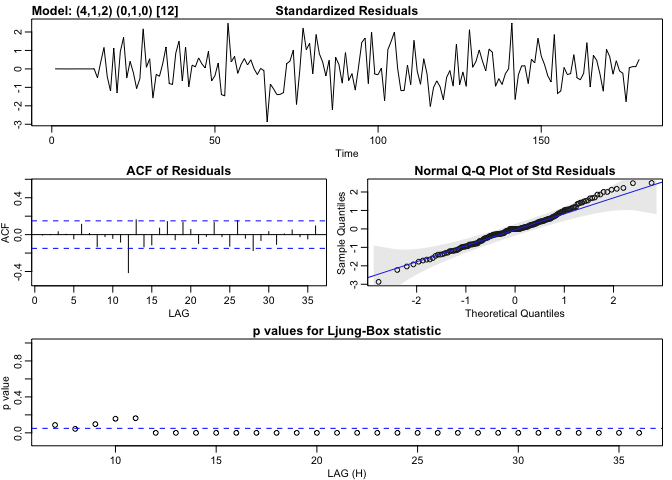 Model: (4,1,2) (0,1,0) [12] Standardized Residuals
2
1
0
-1
-2
-3
0 50 100 150
Time
ACF of Residuals
ACF
0.4
0.0
-0.4
0 5 10 15 20 25 30 35
LAG
Normal Q-Q Plot of Std Residuals
Sample Quantiles
2
1
0
-1
-2
-3
-2 -1 0 1 2
Theoretical Quantiles
p values for Ljung-Box statistic
p value
0.8
0.4
0.0
10 15 20 25 30 35
LAG (H)